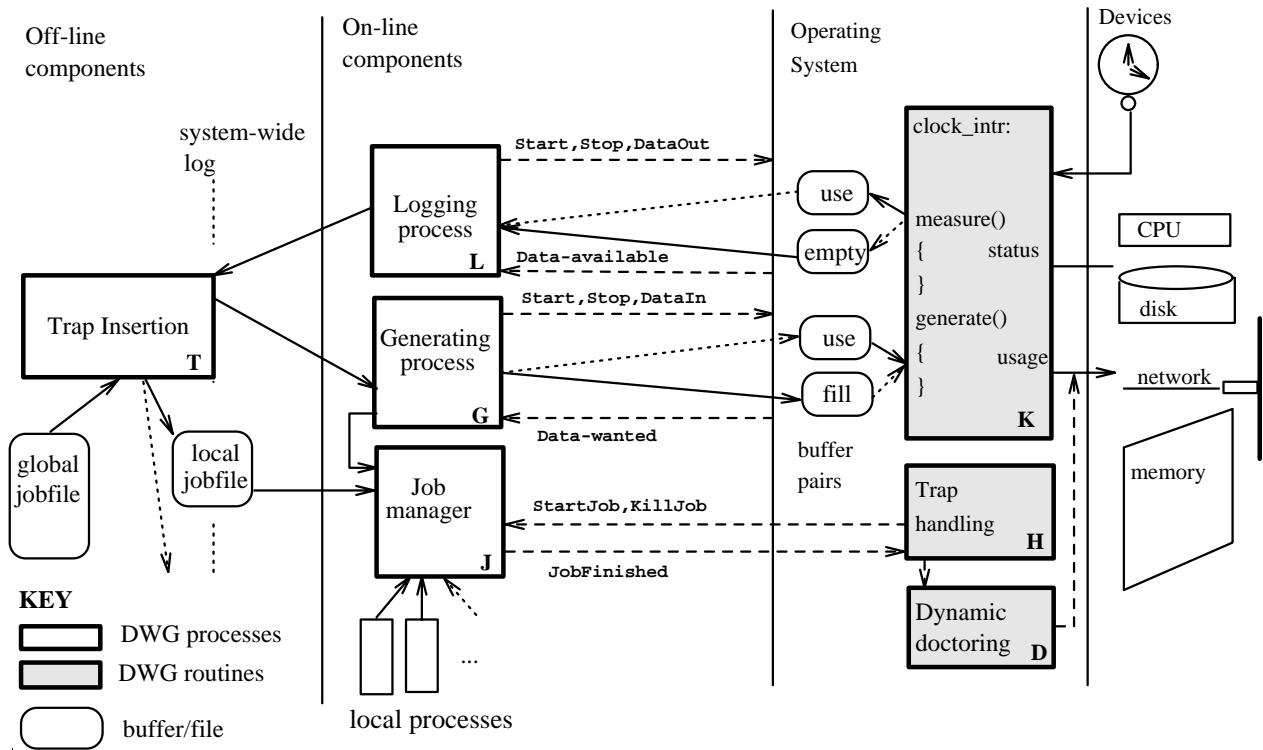 Off-line
components
On-line
components
Operating
System
Devices
system-wide
log
Start,Stop,DataOut
clock_intr:
Logging
process
L
use
empty
measure()
{
}
status
Data-available
CPU
disk
Trap Insertion
T
Start,Stop,DataIn
Generating
process
G
use
fill
generate()
{
}
usage
K
network
Data-wanted
global
jobfile
local
jobfile
Job
manager
J
buffer
pairs
memory
StartJob,KillJob
Trap
handling
H
JobFinished
Dynamic
doctoring
D
KEY
DWG processes
DWG routines
buffer/file
...
local processes